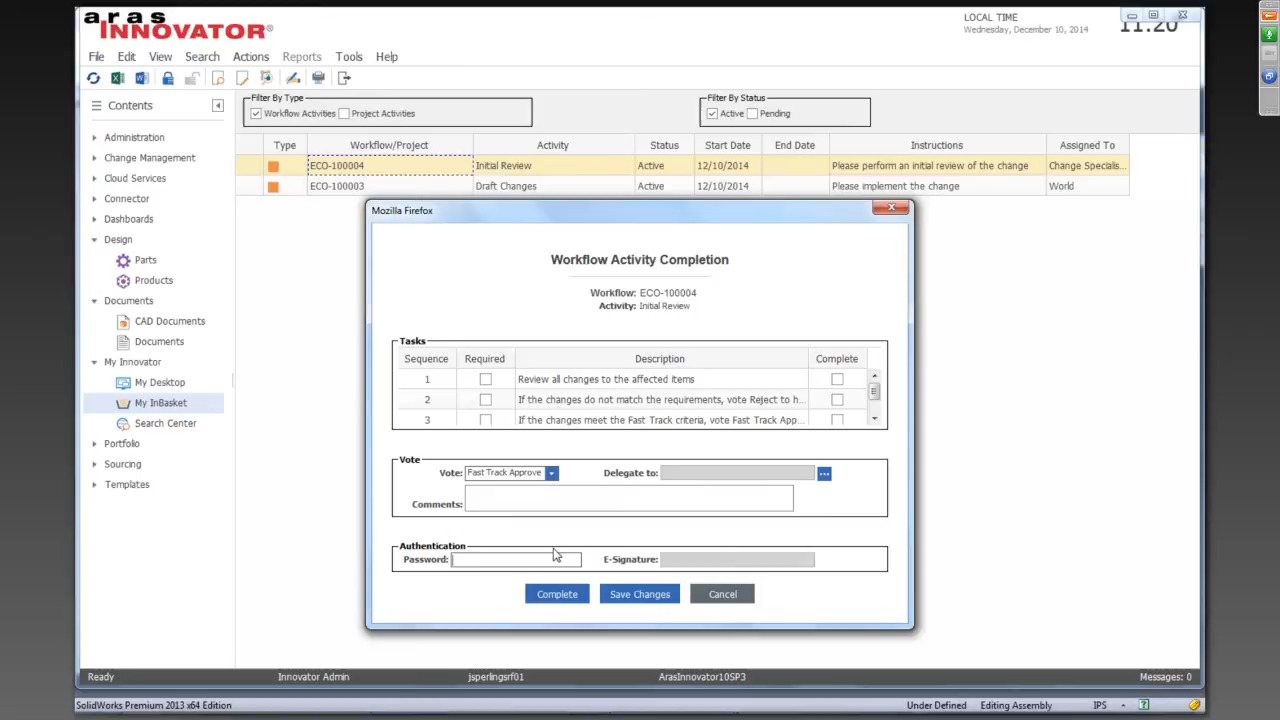 aras
INNOVATOR®
LOCAL TIME
Wednesday, December 10, 2014
11:20
File Edit View Search Actions Reports Tools Help
Contents
Administration
Change Management
Cloud Services
Connector
Dashboards
Design
Parts
Products
Documents
CAD Documents
Documents
My Innovator
My Desktop
My InBasket
Search Center
Portfolio
Sourcing
Templates
Filter By Type
Workflow Activities Project Activities
Filter By Status
Active Pending
Type Workflow/Project Activity Status Start Date End Date Instructions Assigned To
ECO-100004 Initial Review Active 12/10/2014 Please perform an initial review of the change Change Specialis...
ECO-100003 Draft Changes Active 12/10/2014 Please implement the change World
Mozilla Firefox
Workflow Activity Completion
Workflow: ECO-100004
Activity: Initial Review
Tasks
Sequence Required Description Complete
1 Review all changes to the affected items
2 If the changes do not match the requirements, vote Reject to h...
3 If the changes meet the Fast Track criteria, vote Fast Track App...
Vote
Vote: Fast Track Approve Delegate to: ...
Comments:
Authentication
Password: E-Signature:
Complete Save Changes Cancel
Ready Innovator Admin jsperlingsrf01 ArasInnovator10SP3 Messages: 0
SolidWorks Premium 2013 x64 Edition Under Defined Editing Assembly IPS